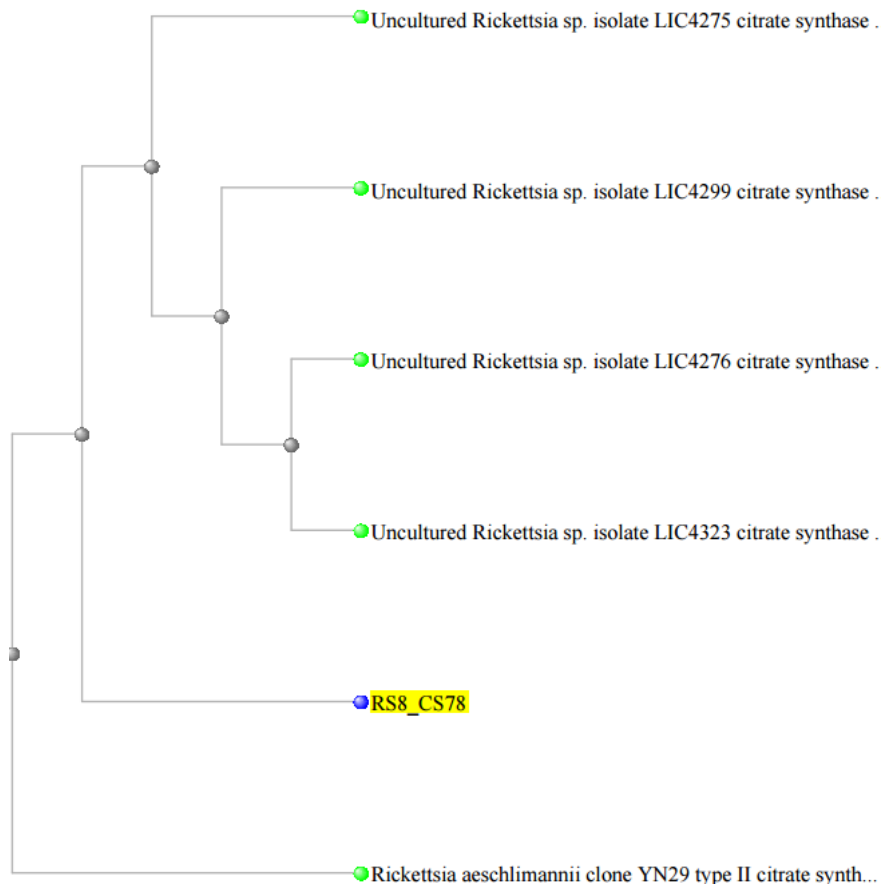 Uncultured Rickettsia sp. isolate LIC4275 citrate synthase .
Uncultured Rickettsia sp. isolate LIC4299 citrate synthase .
Uncultured Rickettsia sp. isolate LIC4276 citrate synthase .
Uncultured Rickettsia sp. isolate LIC4323 citrate synthase .
RS8_CS78
Rickettsia aeschlimannii clone YN29 type II citrate synth...